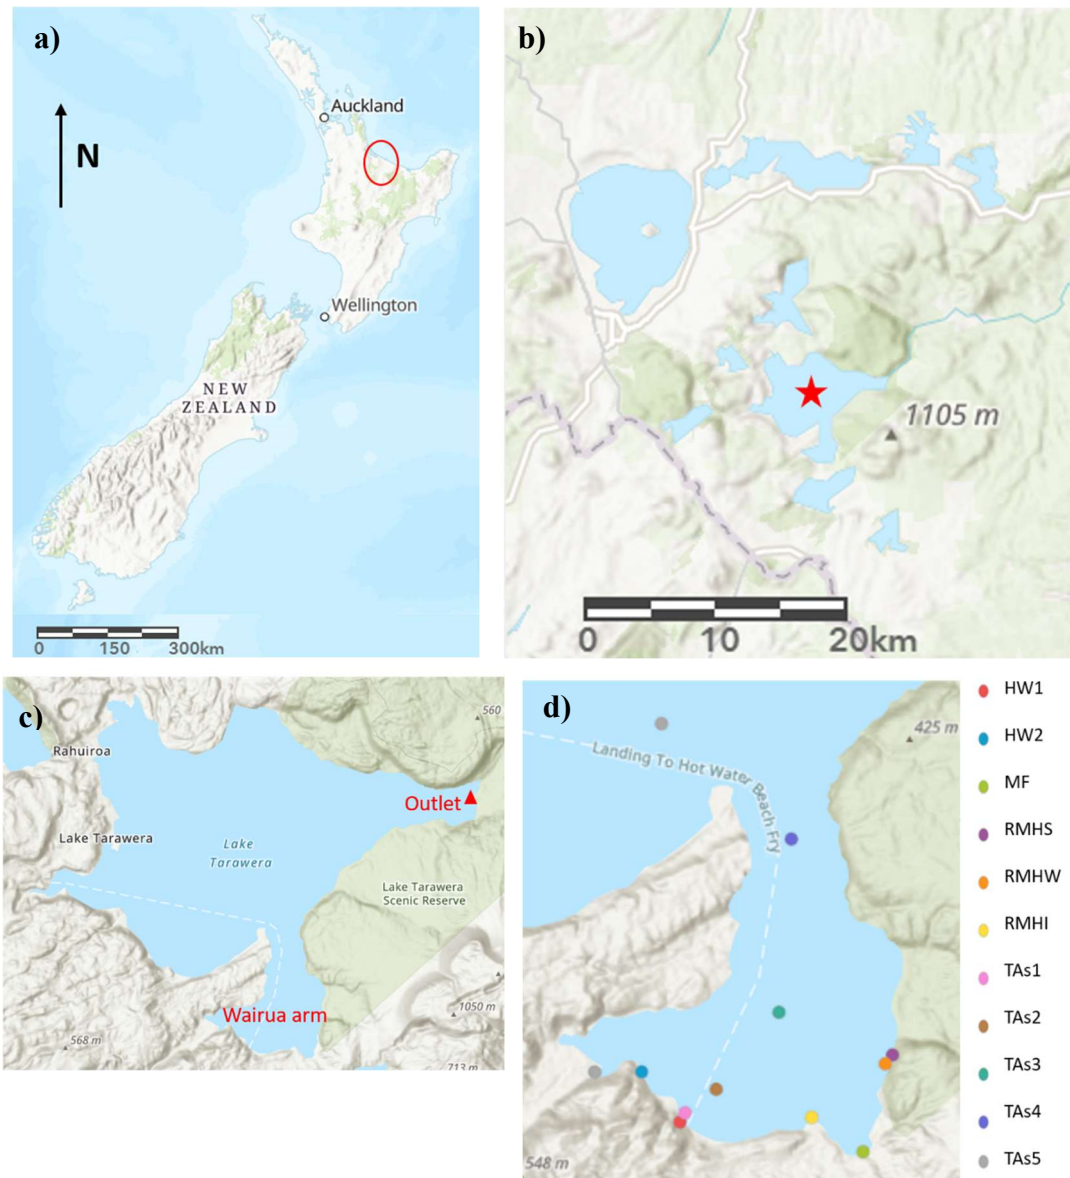 a)
N
Auckland
Wellington
NEW
ZEALAND
0 150 300km
b)
1105 m
0 10 20km
c)
560
Rahuiroa
Outlet
Lake Tarawera
Lake
Tarawera
Lake Tarawera
Scenic Reserve
Wairua arm
1050 m
568 m
713 m
d)
425 m
Landing To Hot Water Beach Fry
548 m
HW1
HW2
MF
RMHS
RMHW
RMHI
TAs1
TAs2
TAs3
TAs4
TAs5